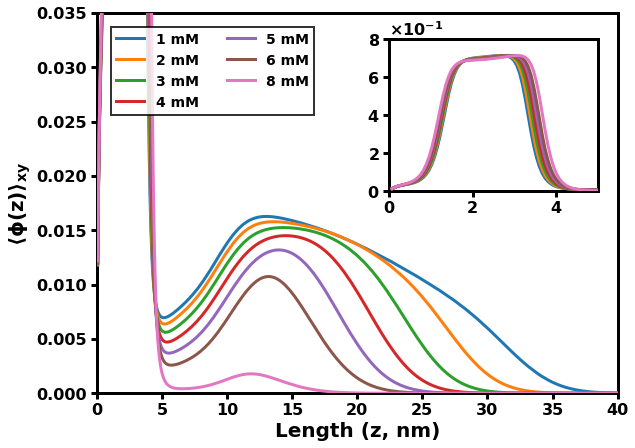 0.035
0.030
0.025
0.020
0.015
0.010
0.005
0.000
⟨ϕ(z)⟩xy
1 mM
2 mM
3 mM
4 mM
5 mM
6 mM
8 mM
×10⁻¹
8
6
4
2
0
0 2 4
0 5 10 15 20 25 30 35 40
Length (z, nm)